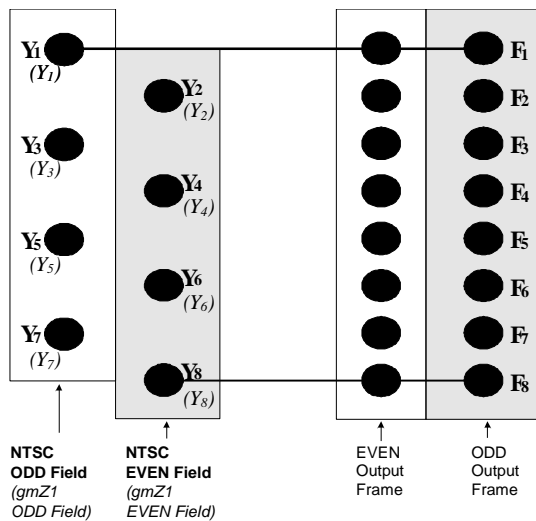 Y1
(Y1)
Y2
(Y2)
Y3
(Y3)
Y4
(Y4)
Y5
(Y5)
Y6
(Y6)
Y7
(Y7)
Y8
(Y8)
F1
F2
F3
F4
F5
F6
F7
F8
NTSC
ODD Field
(gmZ1
ODD Field)
NTSC
EVEN Field
(gmZ1
EVEN Field)
EVEN
Output
Frame
ODD
Output
Frame